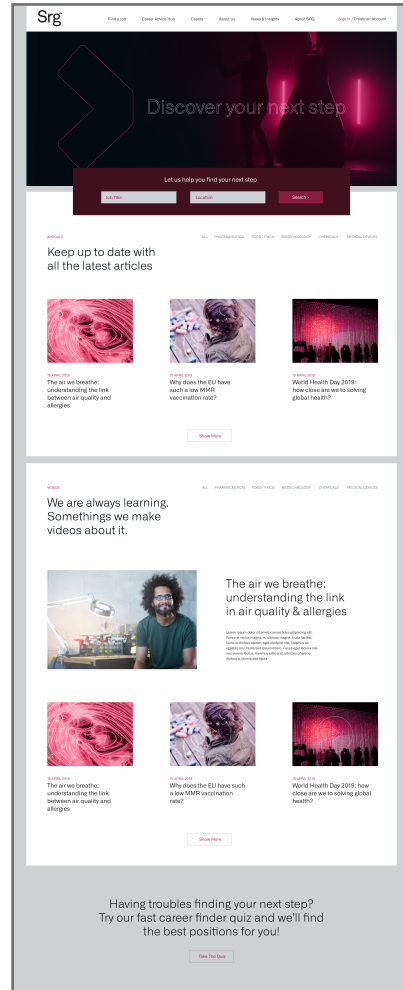 Srg
Find a Job Career Advice Hub Clients About Us News & Insights About SRG Sign in / Create an Account
Discover your next step
Let us help you find your next step
Job Title Location Search >
ARTICALS
ALL PHARMACEUTICAL FOOD / FMCG BIOTECHNOLOGY CHEMICALS MEDICAL DEVICES
Keep up to date with
all the latest articles
15 APRIL 2019
The air we breathe:
understanding the link
between air quality and
allergies
15 APRIL 2019
Why does the EU have
such a low MMR
vaccination rate?
15 APRIL 2019
World Health Day 2019:
how close are we to solving
global health?
Show More
VIDEOS
ALL PHARMACEUTICAL FOOD / FMCG BIOTECHNOLOGY CHEMICALS MEDICAL DEVICES
We are always learning.
Somethings we make
videos about it.
The air we breathe:
understanding the link
in air quality & allergies
Lorem ipsum dolor sit amet, consectetur adipiscing elit.
15 APRIL 2019
The air we breathe:
understanding the link
between air quality and
allergies
15 APRIL 2019
Why does the EU have such
a low MMR vaccination
rate?
15 APRIL 2019
World Health Day 2019: how
close are we to solving global
health?
Show More
Having troubles finding your next step?
Try our fast career finder quiz and we'll find
the best positions for you!
Take The Quiz